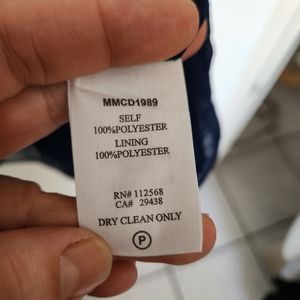 MMCD1989
SELF
100%POLYESTER
LINING
100%POLYESTER
RN# 112568
CA# 29438
DRY CLEAN ONLY
P